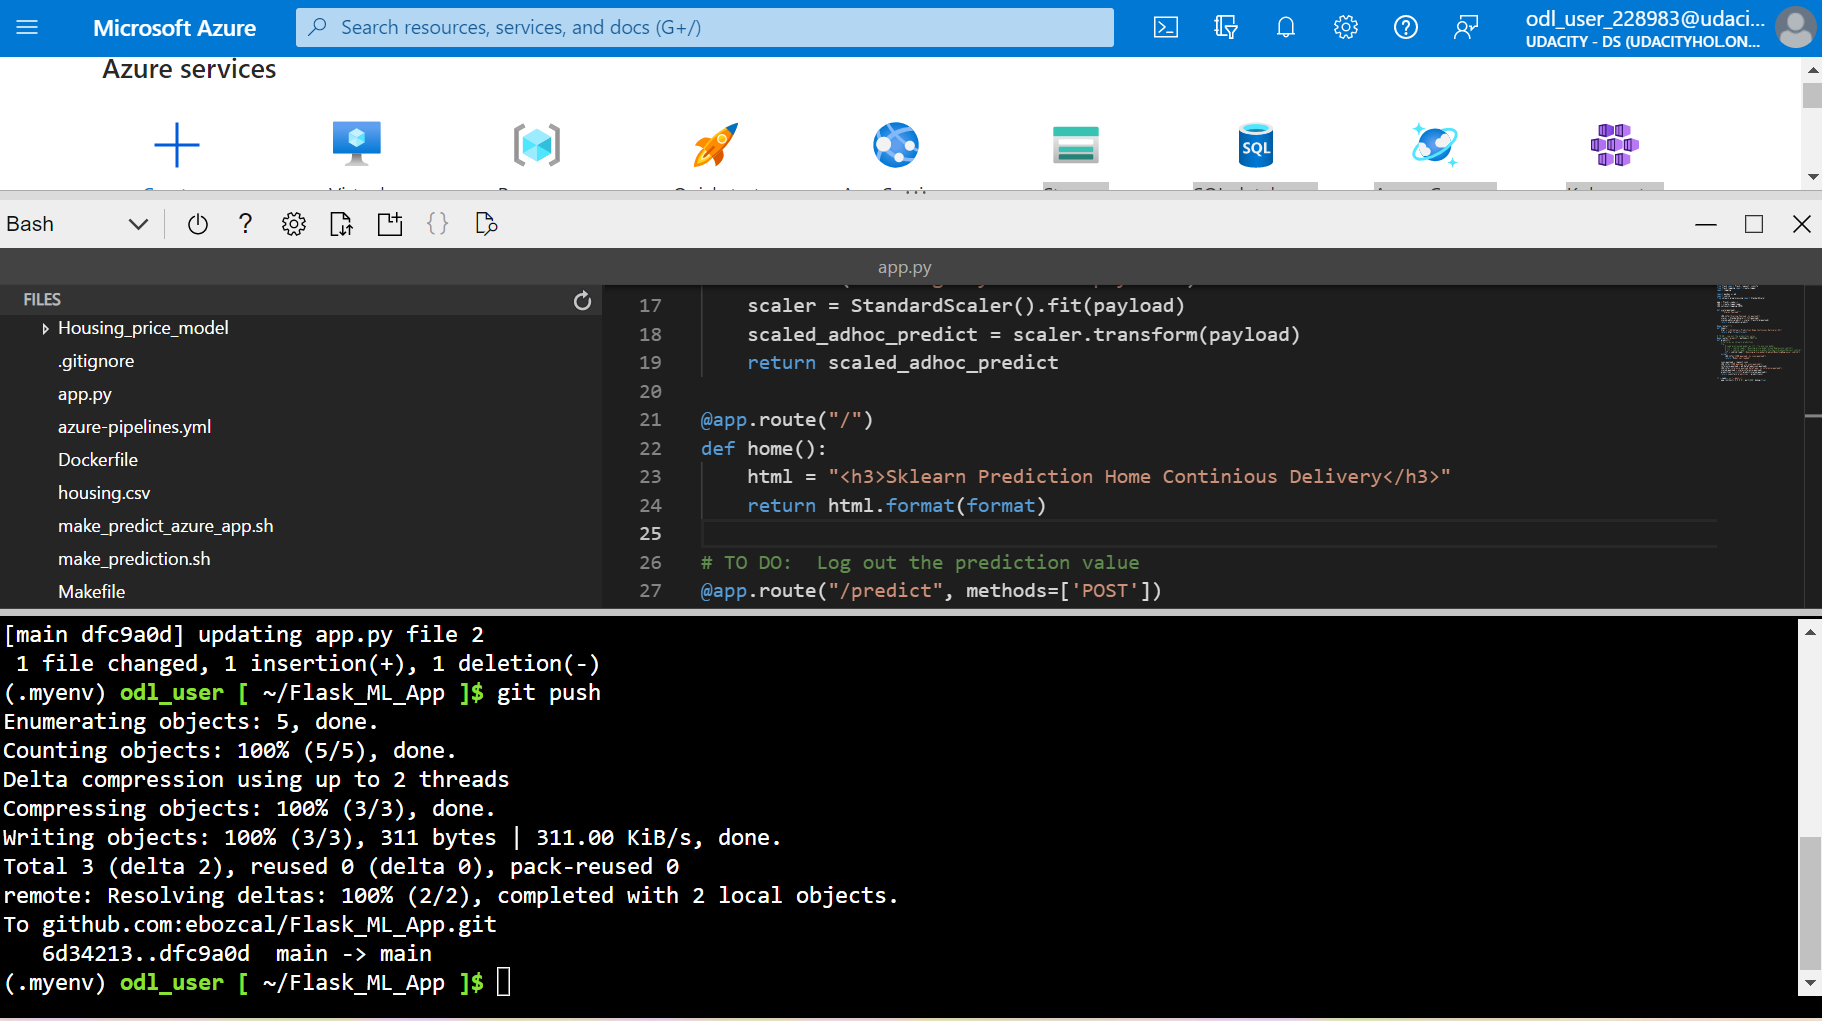 Microsoft Azure
Search resources, services, and docs (G+/)
odl_user_228983@udaci...
UDACITY - DS (UDACITYHOL.ON...
Azure services
SQL
Bash
app.py
FILES
Housing_price_model
.gitignore
app.py
azure-pipelines.yml
Dockerfile
housing.csv
make_predict_azure_app.sh
make_prediction.sh
Makefile
17 scaler = StandardScaler().fit(payload)
18 scaled_adhoc_predict = scaler.transform(payload)
19 return scaled_adhoc_predict
20
21 @app.route("/")
22 def home():
23 html = "<h3>Sklearn Prediction Home Continious Delivery</h3>"
24 return html.format(format)
25
26 # TO DO:  Log out the prediction value
27 @app.route("/predict", methods=['POST'])
[main dfc9a0d] updating app.py file 2
1 file changed, 1 insertion(+), 1 deletion(-)
(.myenv) odl_user [ ~/Flask_ML_App ]$ git push
Enumerating objects: 5, done.
Counting objects: 100% (5/5), done.
Delta compression using up to 2 threads
Compressing objects: 100% (3/3), done.
Writing objects: 100% (3/3), 311 bytes | 311.00 KiB/s, done.
Total 3 (delta 2), reused 0 (delta 0), pack-reused 0
remote: Resolving deltas: 100% (2/2), completed with 2 local objects.
To github.com:ebozcal/Flask_ML_App.git
6d34213..dfc9a0d  main -> main
(.myenv) odl_user [ ~/Flask_ML_App ]$